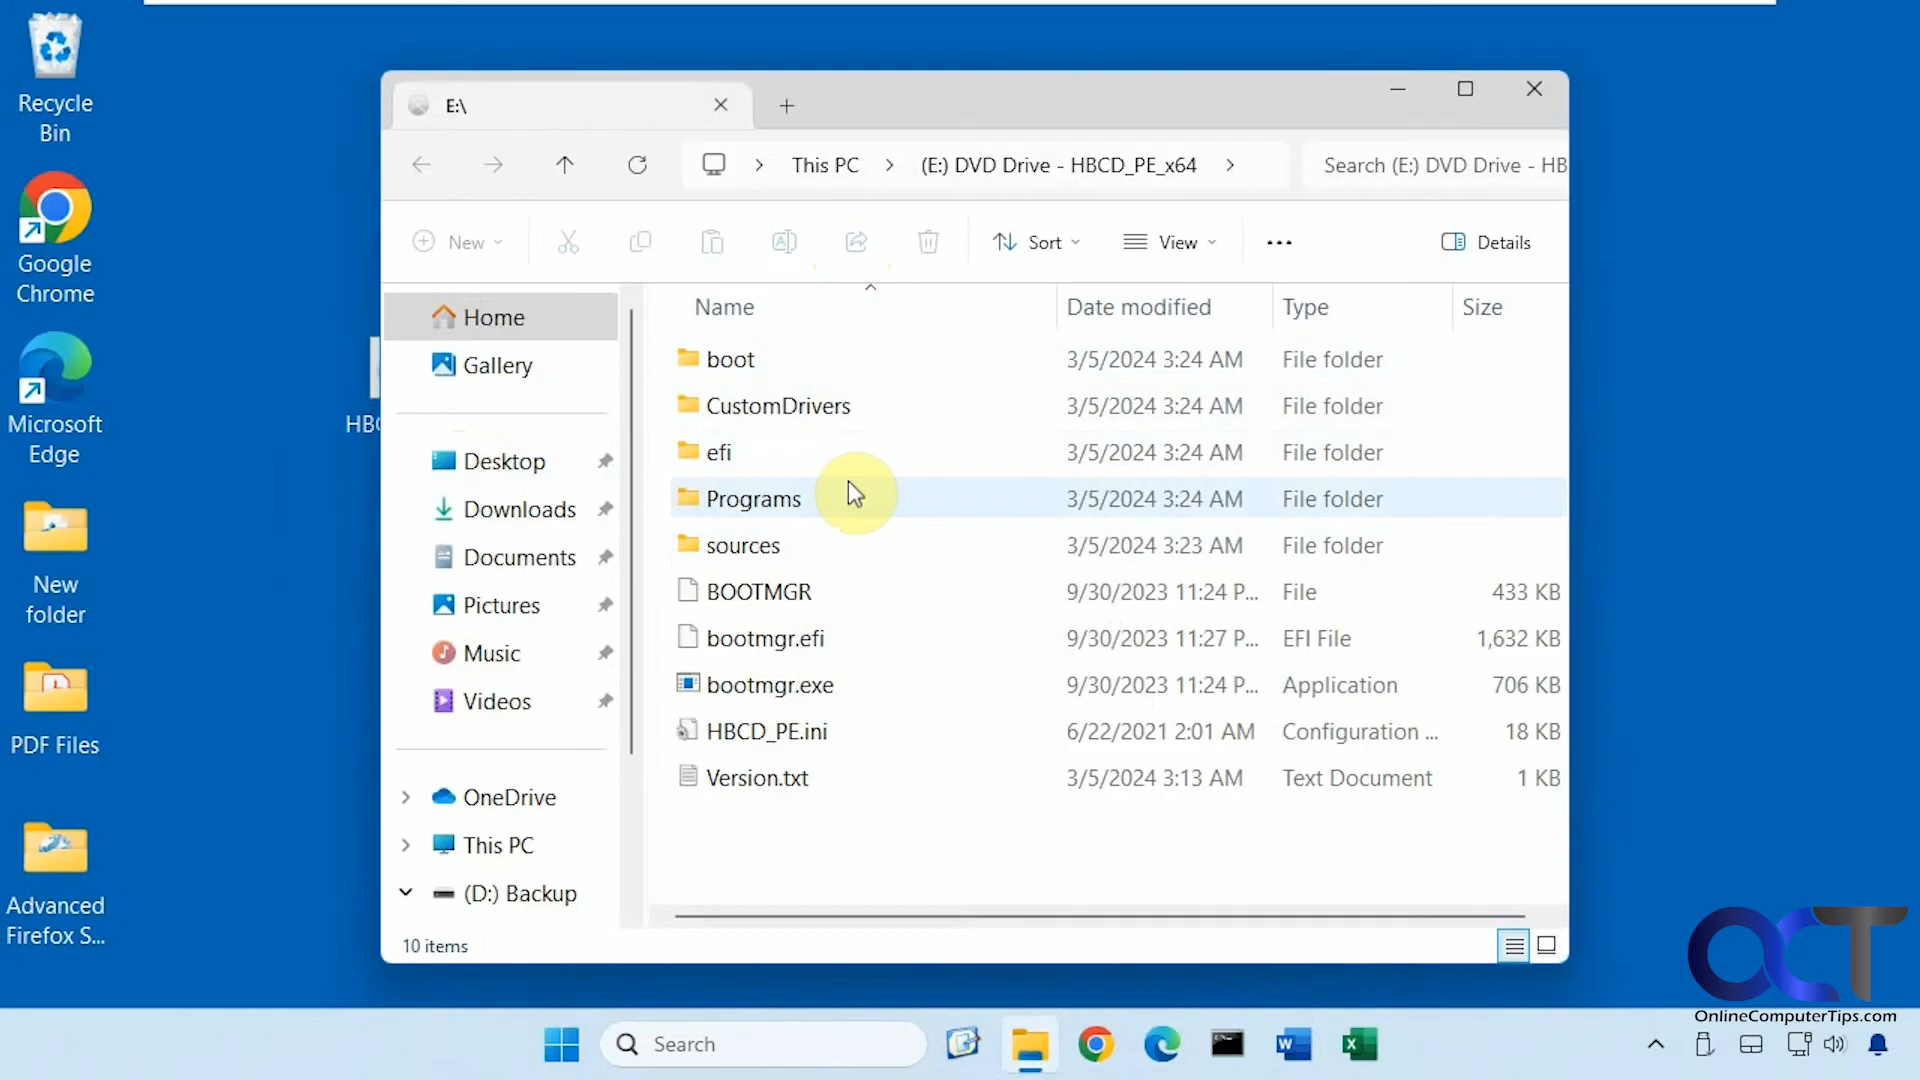 Recycle
Bin
Google
Chrome
Microsoft
Edge
New
folder
PDF Files
Advanced
Firefox S...
HBC
E:\
This PC
(E:) DVD Drive - HBCD_PE_x64
Search (E:) DVD Drive - HB
New
Sort
View
Details
Home
Gallery
Desktop
Downloads
Documents
Pictures
Music
Videos
OneDrive
This PC
(D:) Backup
Name Date modified Type Size
boot 3/5/2024 3:24 AM File folder
CustomDrivers 3/5/2024 3:24 AM File folder
efi 3/5/2024 3:24 AM File folder
Programs 3/5/2024 3:24 AM File folder
sources 3/5/2024 3:23 AM File folder
BOOTMGR 9/30/2023 11:24 P... File 433 KB
bootmgr.efi 9/30/2023 11:27 P... EFI File 1,632 KB
bootmgr.exe 9/30/2023 11:24 P... Application 706 KB
HBCD_PE.ini 6/22/2021 2:01 AM Configuration ... 18 KB
Version.txt 3/5/2024 3:13 AM Text Document 1 KB
10 items
OCT
OnlineComputerTips.com
Search